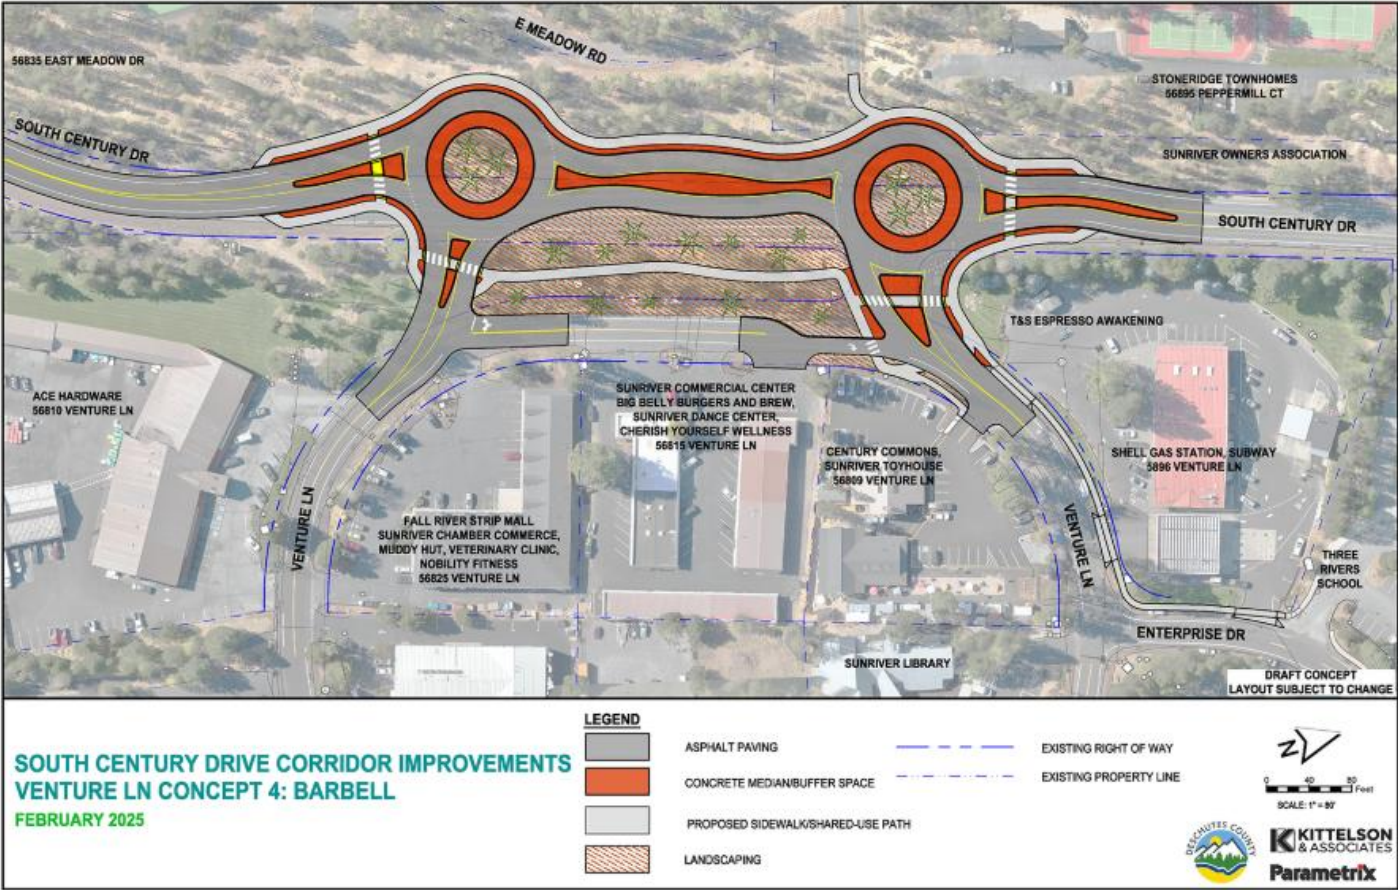 E MEADOW RD
56835 EAST MEADOW DR
STONERIDGE TOWNHOMES
56895 PEPPERMILL CT
SOUTH CENTURY DR
SUNRIVER OWNERS ASSOCIATION
SOUTH CENTURY DR
T&S ESPRESSO AWAKENING
ACE HARDWARE
56810 VENTURE LN
SUNRIVER COMMERCIAL CENTER
BIG BELLY BURGERS AND BREW,
SUNRIVER DANCE CENTER,
CHERISH YOURSELF WELLNESS
56815 VENTURE LN
CENTURY COMMONS,
SUNRIVER TOYHOUSE
56809 VENTURE LN
SHELL GAS STATION, SUBWAY
5896 VENTURE LN
VENTURE LN
FALL RIVER STRIP MALL
SUNRIVER CHAMBER COMMERCE,
MUDDY HUT, VETERINARY CLINIC,
NOBILITY FITNESS
56825 VENTURE LN
VENTURE LN
THREE
RIVERS
SCHOOL
ENTERPRISE DR
SUNRIVER LIBRARY
DRAFT CONCEPT
LAYOUT SUBJECT TO CHANGE
SOUTH CENTURY DRIVE CORRIDOR IMPROVEMENTS
VENTURE LN CONCEPT 4: BARBELL
FEBRUARY 2025
LEGEND
ASPHALT PAVING
CONCRETE MEDIAN/BUFFER SPACE
PROPOSED SIDEWALK/SHARED-USE PATH
LANDSCAPING
EXISTING RIGHT OF WAY
EXISTING PROPERTY LINE
Z
0 40 80 Feet
SCALE: 1" = 80'
DESCHUTES COUNTY
KITTELSON
& ASSOCIATES
Parametrix